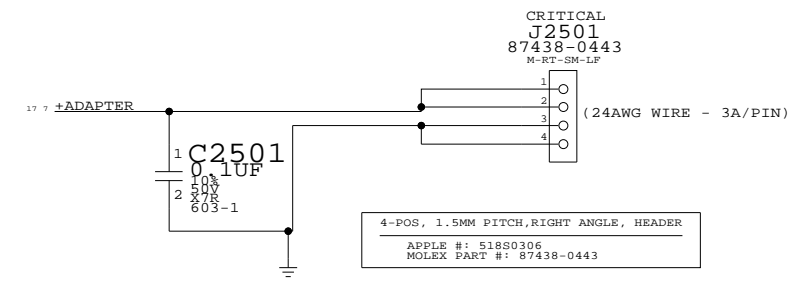 CRITICAL
J2501
87438-0443
M-RT-SM-LF
1
2
3
4
(24AWG WIRE - 3A/PIN)
17 7 +ADAPTER
1
C2501
0.1UF
10%
50V
2
X7R
603-1
4-POS, 1.5MM PITCH,RIGHT ANGLE, HEADER
APPLE #: 518S0306
MOLEX PART #: 87438-0443